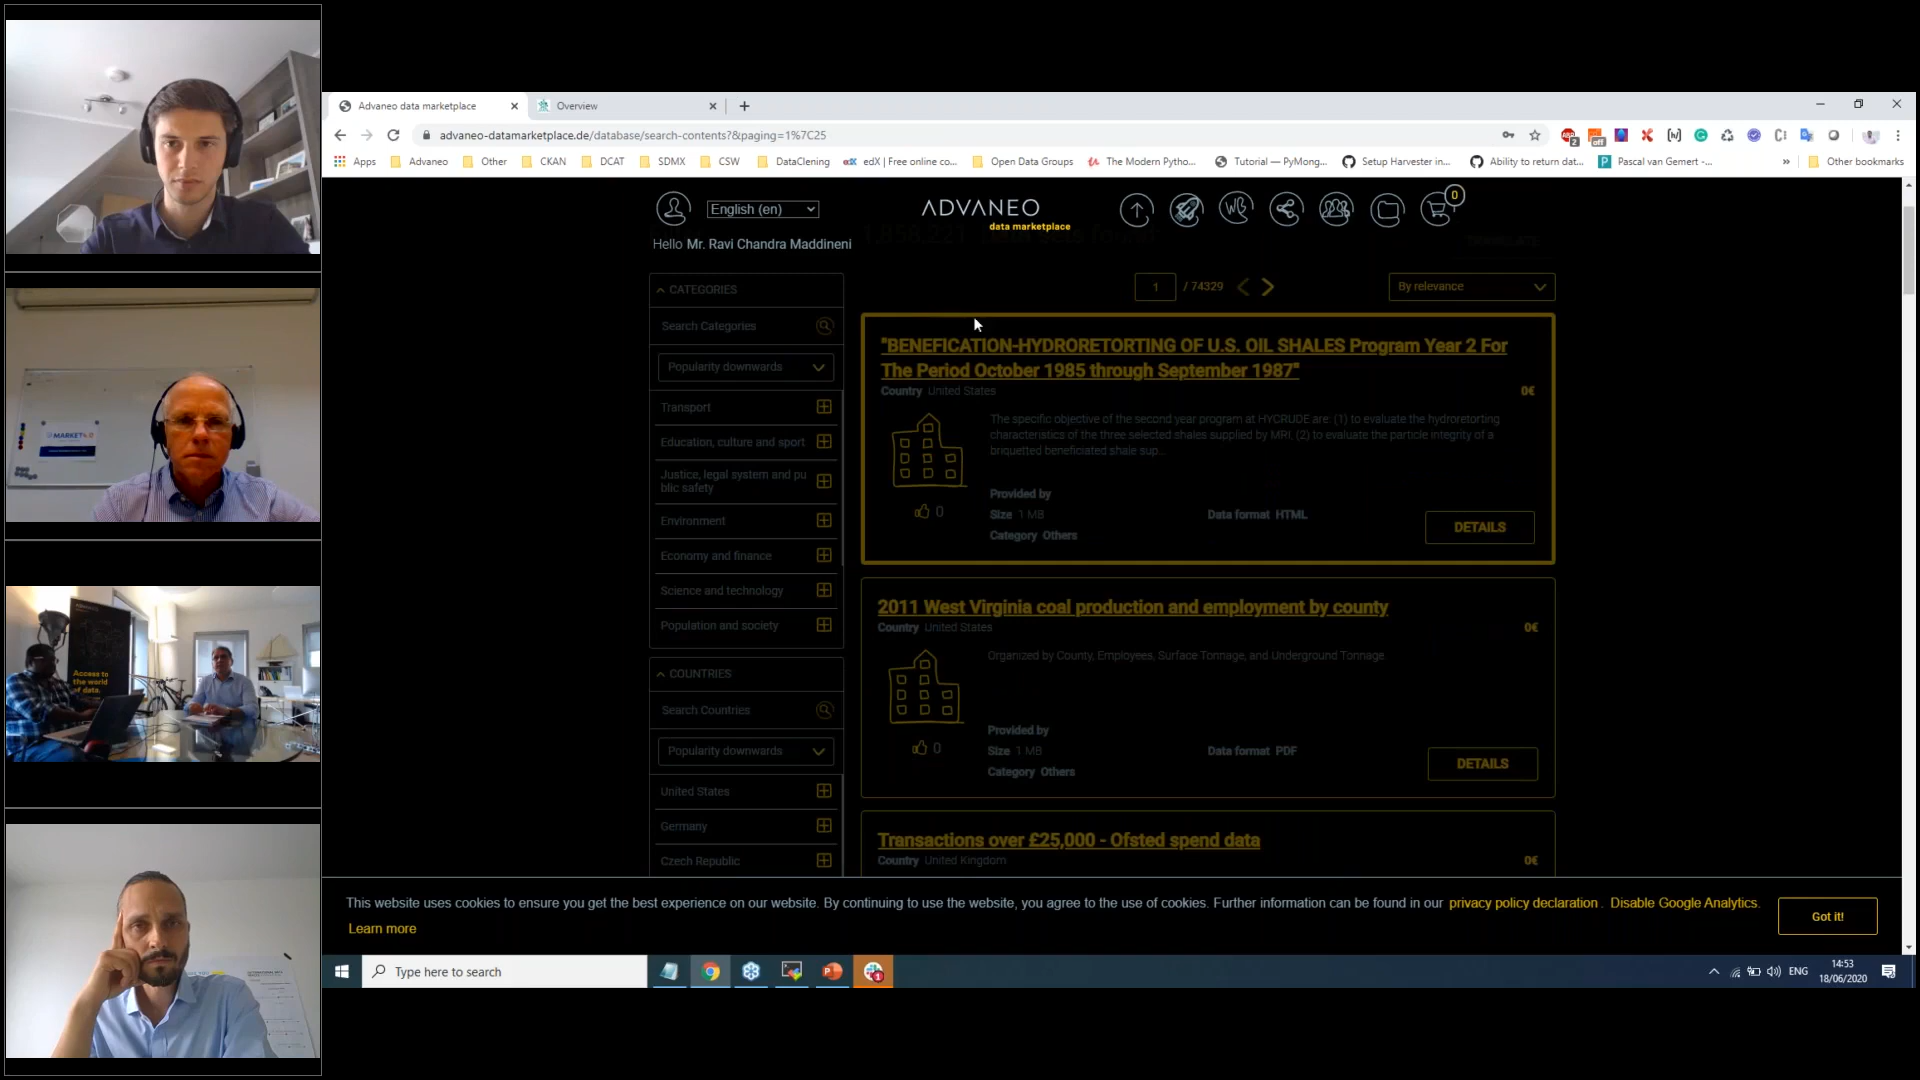 Access to
the world
of data.
MARKET4.0
Advaneo data marketplace
Overview
advaneo-datamarketplace.de/database/search-contents?&paging=1%7C25
Apps
Advaneo
Other
CKAN
DCAT
SDMX
CSW
DataClening
edX | Free online co...
Open Data Groups
The Modern Pytho...
Tutorial — PyMong...
Setup Harvester in...
Ability to return dat...
Pascal van Gemert -...
»
Other bookmarks
English (en)
Hello Mr. Ravi Chandra Maddineni
ADVANEO
data marketplace
0
CATEGORIES
Search Categories
Popularity downwards
Transport
Education, culture and sport
Justice, legal system and pu
blic safety
Environment
Economy and finance
Science and technology
Population and society
COUNTRIES
Search Countries
Popularity downwards
United States
Germany
Czech Republic
1 / 74329
By relevance
"BENEFICATION-HYDRORETORTING OF U.S. OIL SHALES Program Year 2 For
The Period October 1985 through September 1987"
Country United States
0€
The specific objective of the second year program at HYCRUDE are: (1) to evaluate the hydroretorting
characteristics of the three selected shales supplied by MRI, (2) to evaluate the particle integrity of a
briquetted beneficiated shale sup...
0
Provided by
Size 1 MB
Data format HTML
Category Others
DETAILS
2011 West Virginia coal production and employment by county
Country United States
0€
Organized by County, Employees, Surface Tonnage, and Underground Tonnage.
0
Provided by
Size 1 MB
Data format PDF
Category Others
DETAILS
Transactions over £25,000 - Ofsted spend data
Country United Kingdom
0€
This website uses cookies to ensure you get the best experience on our website. By continuing to use the website, you agree to the use of cookies. Further information can be found in our privacy policy declaration . Disable Google Analytics.
Learn more
Got it!
Type here to search
ENG
14:53
18/06/2020